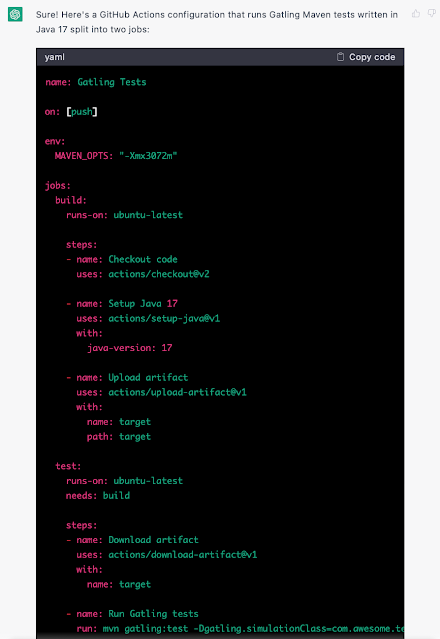 Sure! Here's a GitHub Actions configuration that runs Gatling Maven tests written in
Java 17 split into two jobs:
yaml
Copy code
name: Gatling Tests
on: [push]
env:
MAVEN_OPTS: "-Xmx3072m"
jobs:
build:
runs-on: ubuntu-latest
steps:
- name: Checkout code
uses: actions/checkout@v2
- name: Setup Java 17
uses: actions/setup-java@v1
with:
java-version: 17
- name: Upload artifact
uses: actions/upload-artifact@v1
with:
name: target
path: target
test:
runs-on: ubuntu-latest
needs: build
steps:
- name: Download artifact
uses: actions/download-artifact@v1
with:
name: target
- name: Run Gatling tests
run: mvn gatling:test -Dgatling.simulationClass=com.awesome.te